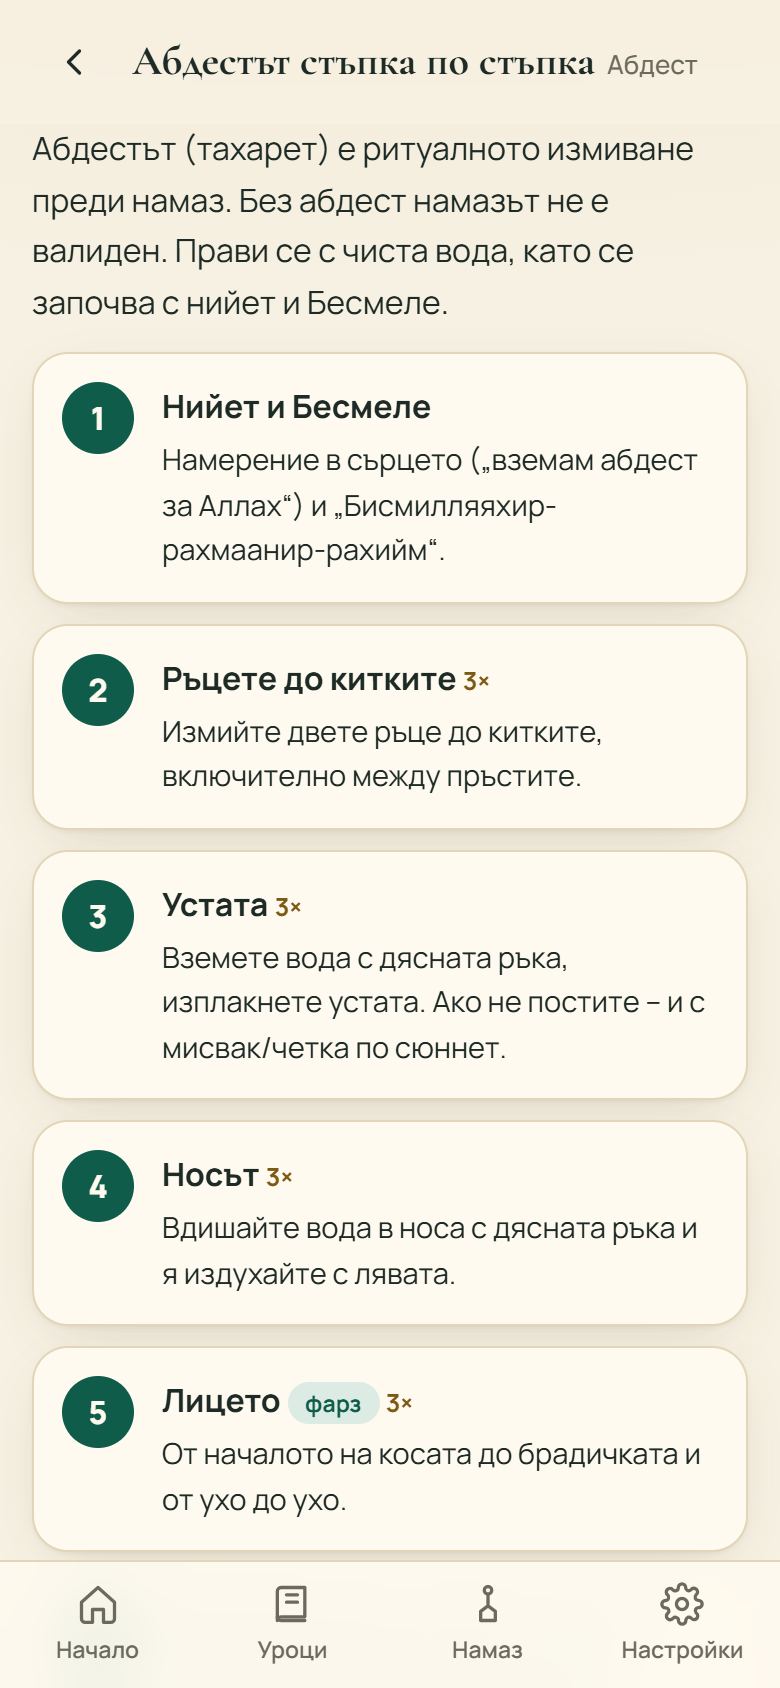 Абдестът стъпка по стъпка Абдест
Абдестът (тахарет) е ритуалното измиване
преди намаз. Без абдест намазът не е
валиден. Прави се с чиста вода, като се
започва с нийет и Бесмеле.
1 Нийет и Бесмеле
Намерение в сърцето („вземам абдест
за Аллах“) и „Бисмилляяхир-
рахмаанир-рахийм“.
2 Ръцете до китките 3×
Измийте двете ръце до китките,
включително между пръстите.
3 Устата 3×
Вземете вода с дясната ръка,
изплакнете устата. Ако не постите – и с
мисвак/четка по сюннет.
4 Носът 3×
Вдишайте вода в носа с дясната ръка и
я издухайте с лявата.
5 Лицето фарз 3×
От началото на косата до брадичката и
от ухо до ухо.
Начало Уроци Намаз Настройки